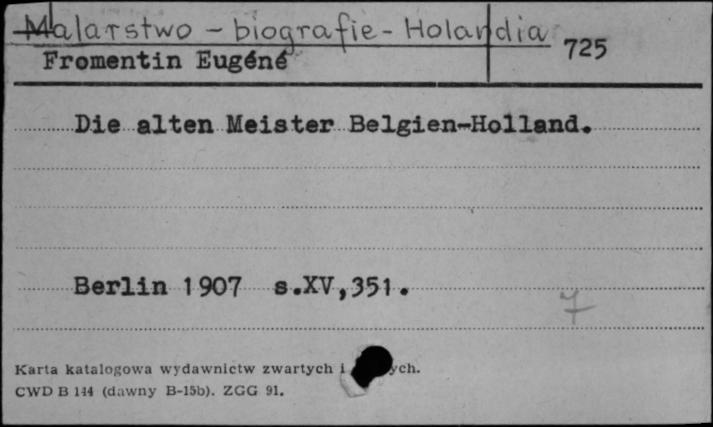 Malarstwo - biografie - Holandia
725
Fromentin Eugéné
Die alten Meister Belgien-Holland.
Berlin 1907 s.XV,351.
7
Karta katalogowa wydawnictw zwartych i ych.
CWD B 144 (dawny B-15b). ZGG 91.